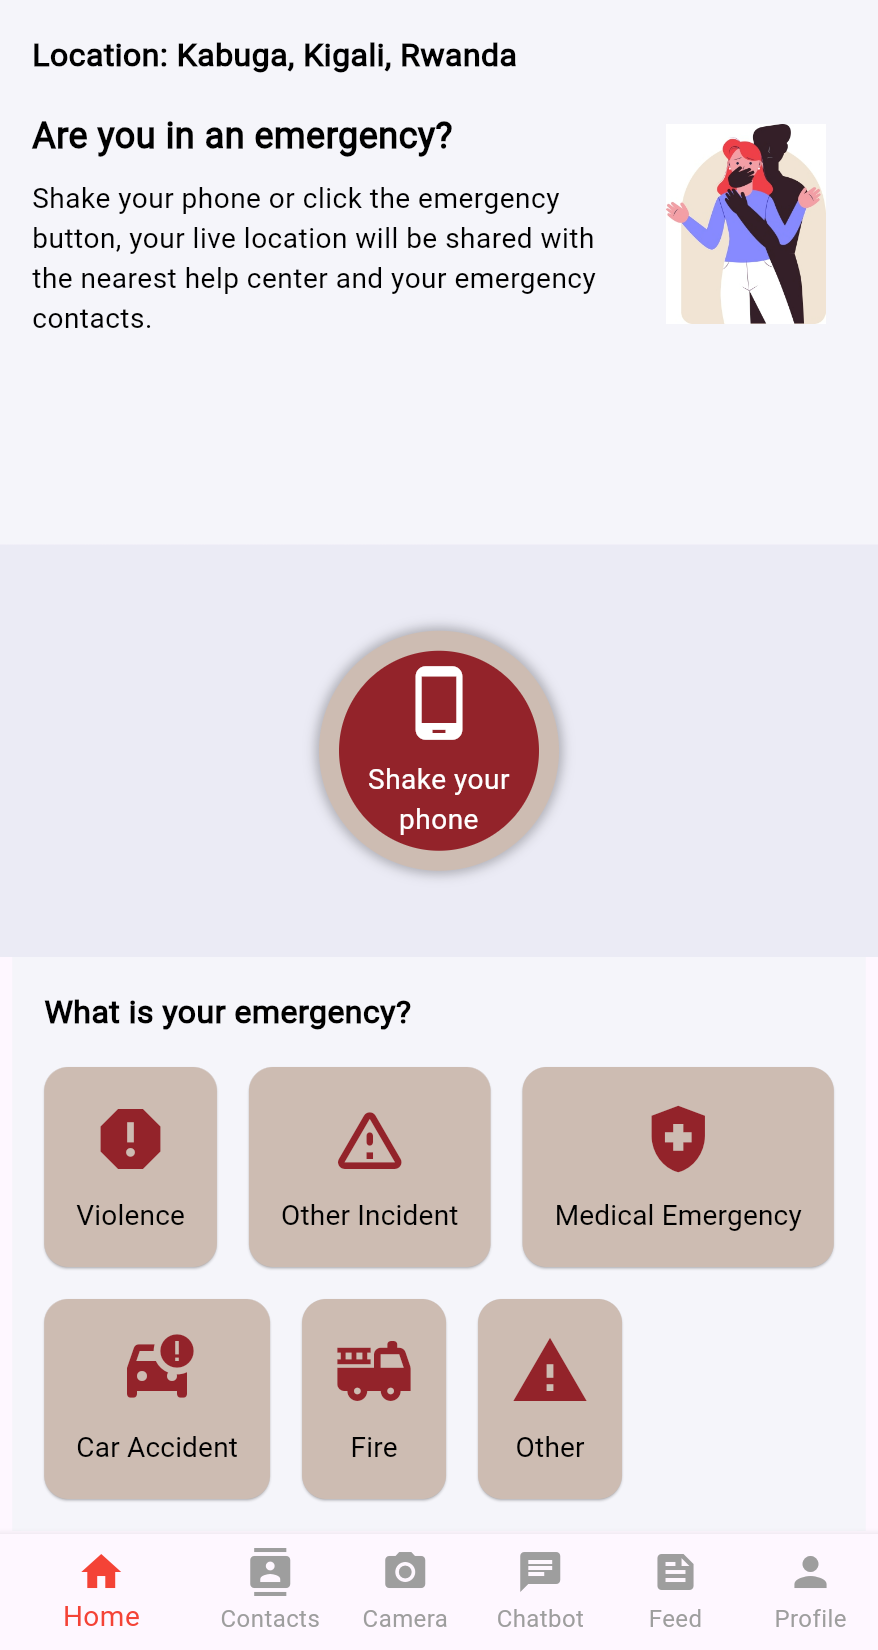 Location: Kabuga, Kigali, Rwanda
Are you in an emergency?
Shake your phone or click the emergency
button, your live location will be shared with
the nearest help center and your emergency
contacts.
Shake your
phone
What is your emergency?
Violence
Other Incident
Medical Emergency
Car Accident
Fire
Other
Home
Contacts
Camera
Chatbot
Feed
Profile